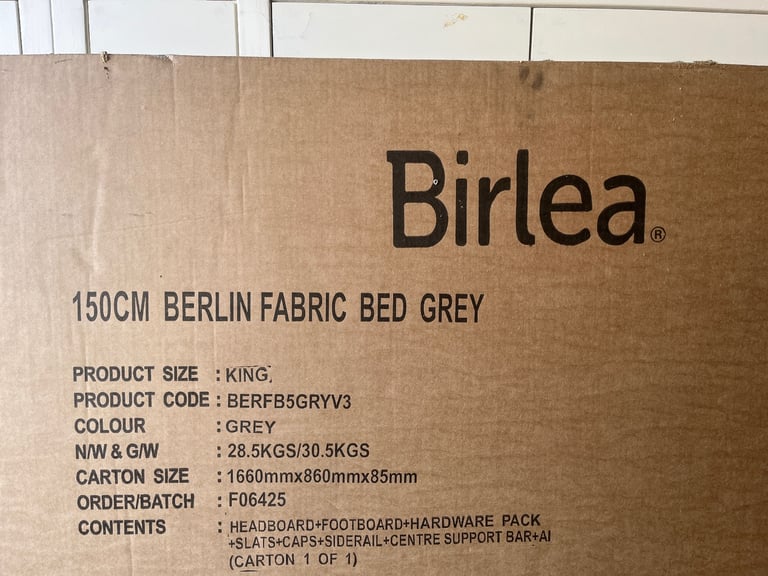 Birlea®
150CM BERLIN FABRIC BED GREY
PRODUCT SIZE : KING
PRODUCT CODE : BERFB5GRYV3
COLOUR : GREY
N/W & G/W : 28.5KGS/30.5KGS
CARTON SIZE : 1660mmx860mmx85mm
ORDER/BATCH : F06425
CONTENTS : HEADBOARD+FOOTBOARD+HARDWARE PACK
+SLATS+CAPS+SIDERAIL+CENTRE SUPPORT BAR+AI
(CARTON 1 OF 1)